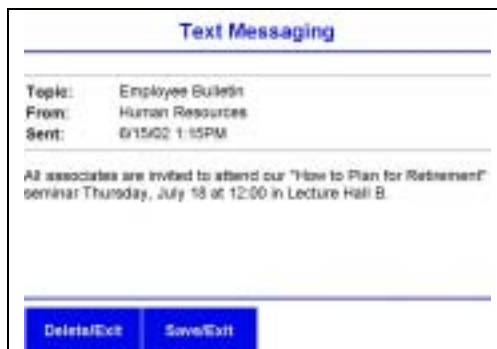 Text Messaging
Topic: Employee Bulletin
From: Human Resources
Sent: 6/15/02 1:15PM
All associates are invited to attend our "How to Plan for Retirement"
seminar Thursday, July 18 at 12:00 in Lecture Hall B.
Delete/Exit Save/Exit